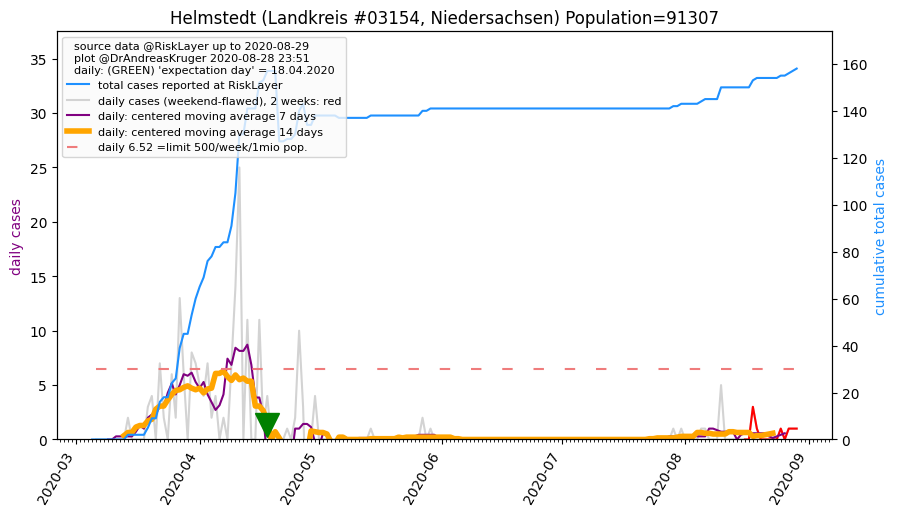 Helmstedt (Landkreis #03154, Niedersachsen) Population=91307
source data @RiskLayer up to 2020-08-29
plot @DrAndreasKruger 2020-08-28 23:51
daily: (GREEN) 'expectation day' = 18.04.2020
total cases reported at RiskLayer
daily cases (weekend-flawed), 2 weeks: red
daily: centered moving average 7 days
daily: centered moving average 14 days
daily 6.52 =limit 500/week/1mio pop.
daily cases
35
30
25
20
15
10
5
0
cumulative total cases
160
140
120
100
80
60
40
20
0
2020-03
2020-04
2020-05
2020-06
2020-07
2020-08
2020-09